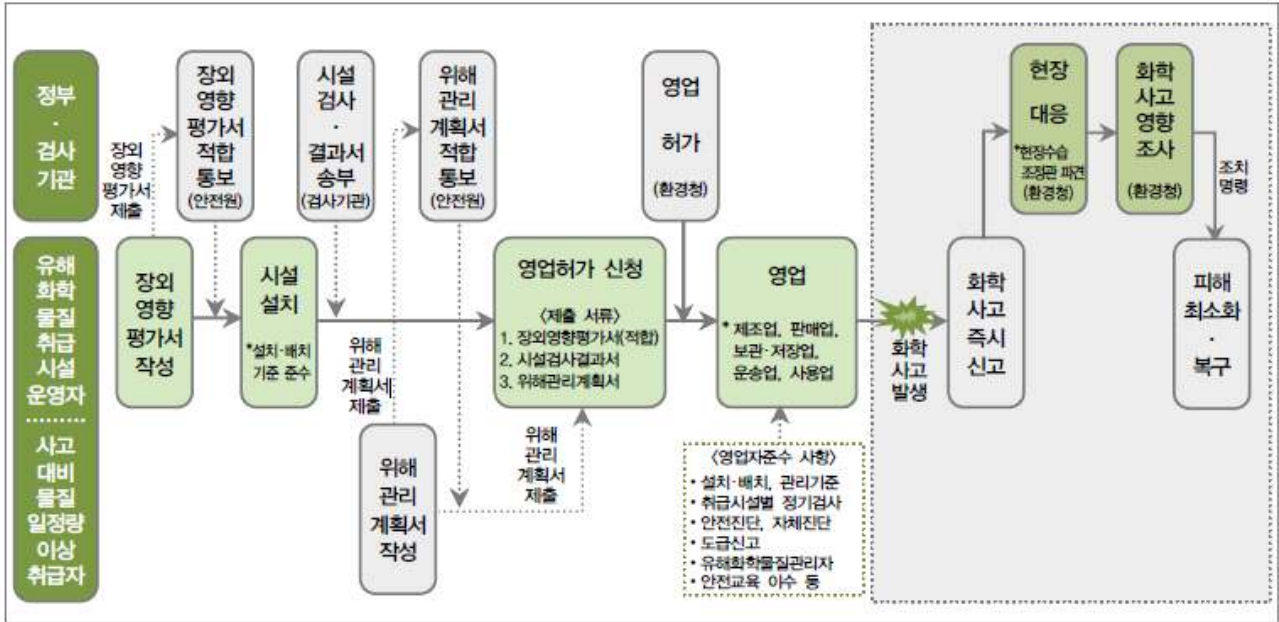 정부
·
검사
기관
장외
영향
평가서
제출
장외
영향
평가서
적합
통보
(안전원)
시설
검사
·
결과서
송부
(검사기관)
위해
관리
계획서
적합
통보
(안전원)
영업
허가
(환경청)
현장
대응
*현장수습
조정관 파견
(환경청)
화학
사고
영향
조사
(환경청)
조치
명령
유해
화학
물질
취급
시설
운영자
사고
대비
물질
일정량
이상
취급자
장외
영향
평가서
작성
시설
설치
*설치·배치
기준 준수
위해
관리
계획서
제출
위해
관리
계획서
작성
영업허가 신청
〈제출 서류〉
1. 장외영향평가서(적합)
2. 시설검사결과서
3. 위해관리계획서
위해
관리
계획서
제출
영업
* 제조업, 판매업,
보관·저장업,
운송업, 사용업
〈영업자준수 사항〉
• 설치·배치, 관리기준
• 취급시설별 정기검사
• 안전진단, 자체진단
• 도급신고
• 유해화학물질관리자
• 안전교육 이수 등
화학
사고
발생
화학
사고
즉시
신고
피해
최소화
·
복구